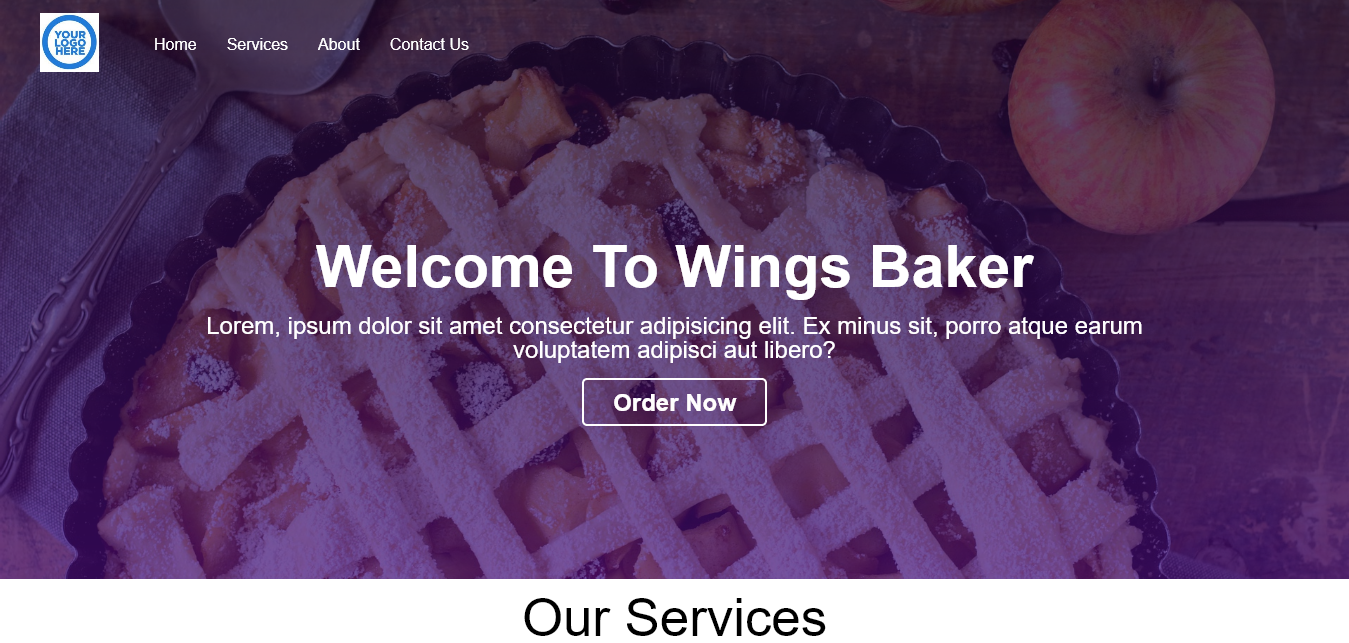 YOUR
LOGO
HERE
Home Services About Contact Us
Welcome To Wings Baker
Lorem, ipsum dolor sit amet consectetur adipisicing elit. Ex minus sit, porro atque earum
voluptatem adipisci aut libero?
Order Now
Our Services